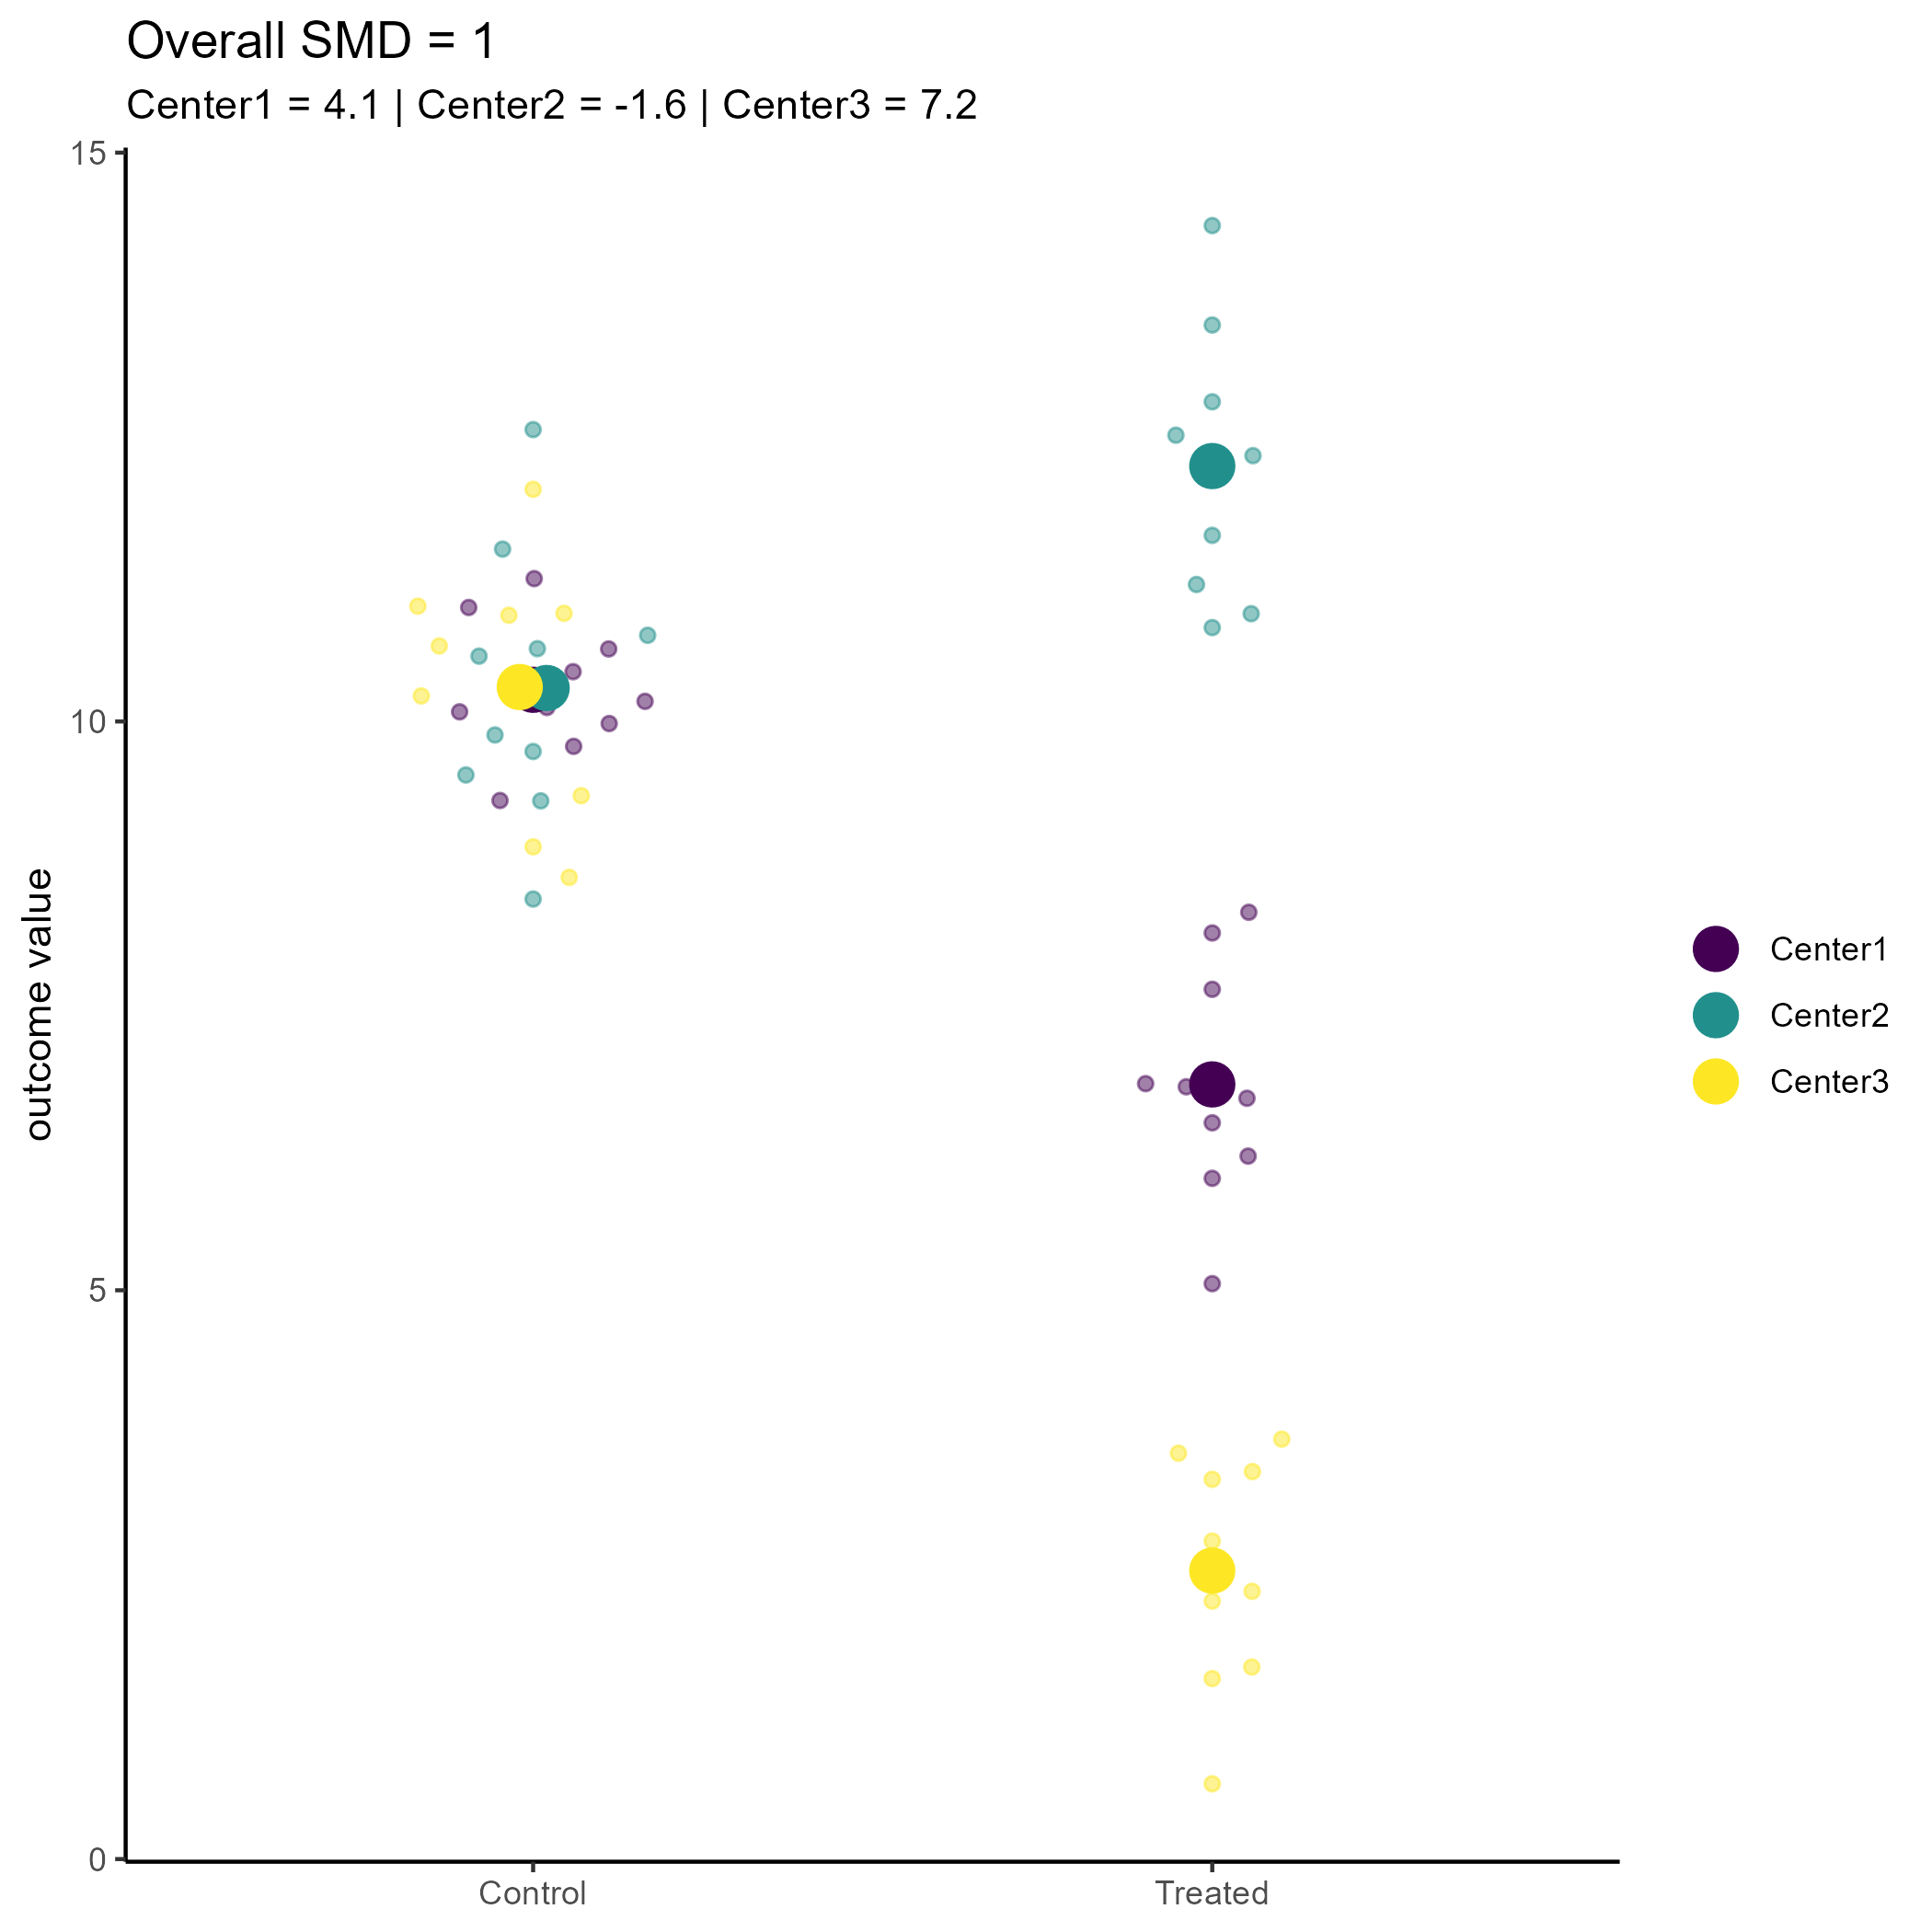 Overall SMD = 1
Center1 = 4.1 | Center2 = -1.6 | Center3 = 7.2
15
10
5
0
outcome value
Control
Treated
Center1
Center2
Center3